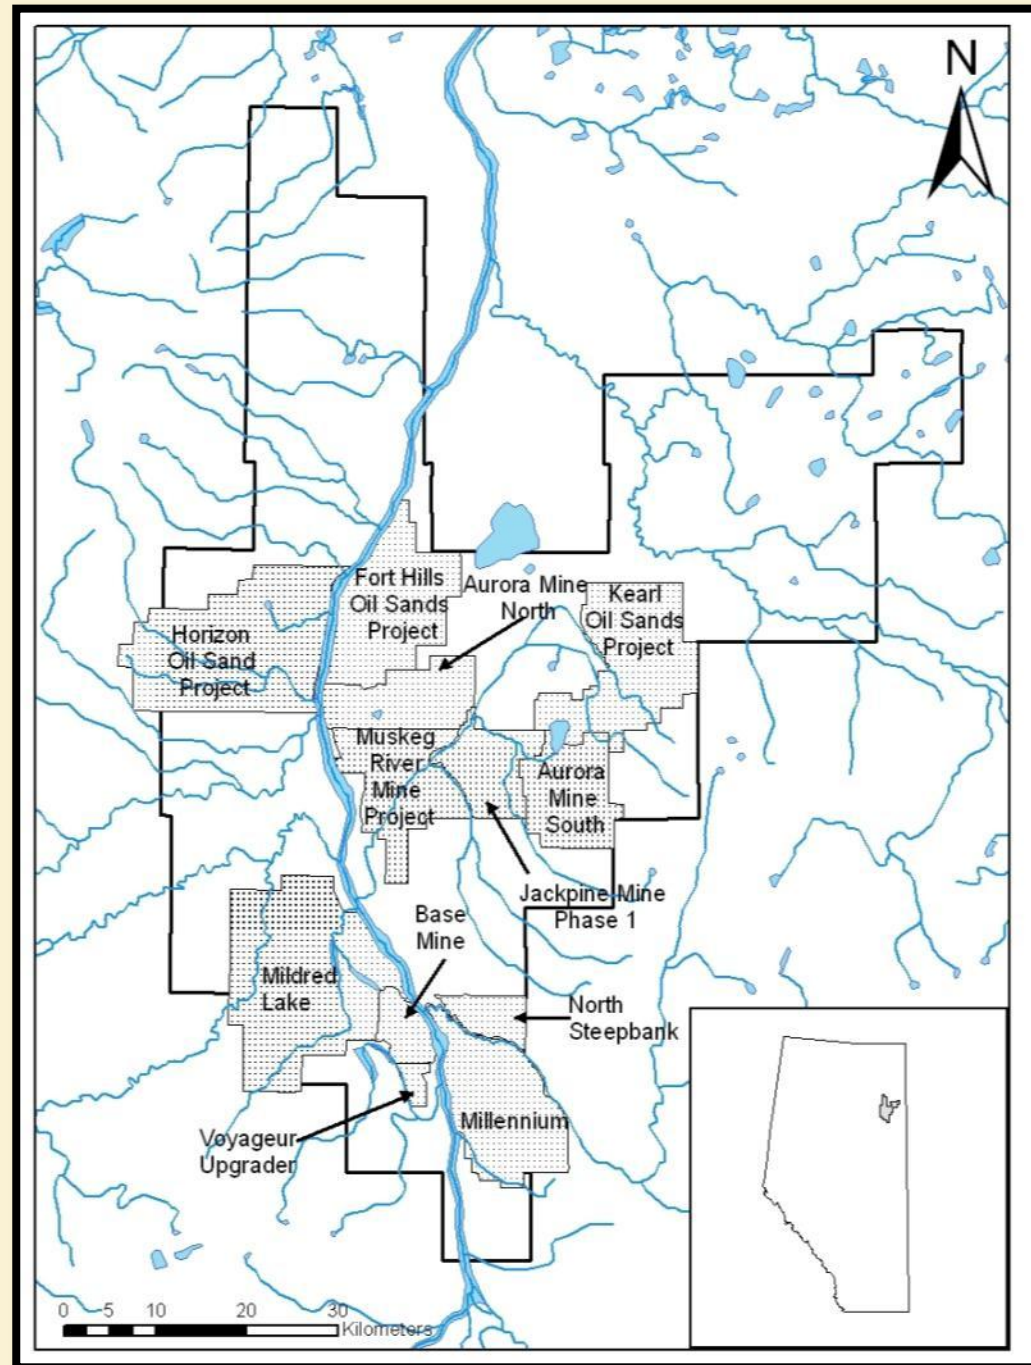 N
Fort Hills
Oil Sands
Project
Aurora Mine
North
Kearl
Oil Sands
Project
Horizon
Oil Sand
Project
Muskeg
River
Mine
Project
Aurora
Mine
South
Jackpine Mine
Phase 1
Base
Mine
Mildred
Lake
North
Steepbank
Millennium
Voyageur
Upgrader
0 5 10 20 30
Kilometers